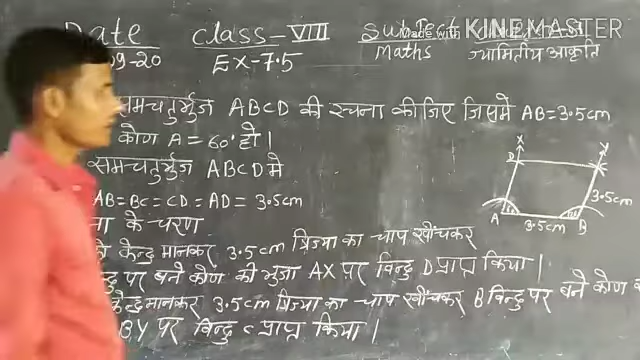 Date Class-VIII Subject
Made with KINEMASTER
09-20 EX-7.5 Maths ज्यामितीय आकृति
समचतुर्भुज ABCD की रचना कीजिए जिसमें AB=3.5cm
कोण A = 60° हो।
समचतुर्भुज ABCD में
AB=BC=CD=AD=3.5cm
के चरण
को केन्द्र मानकर 3.5cm त्रिज्या का चाप खींचकर
पर बने कोण की भुजा AX पर बिन्दु D प्राप्त किया।
केन्द्र मानकर 3.5cm त्रिज्या का चाप खींचकर B बिन्दु पर बने कोण
BY पर बिन्दु C प्राप्त किया।
X Y
D
3.5cm
A B
3.5cm